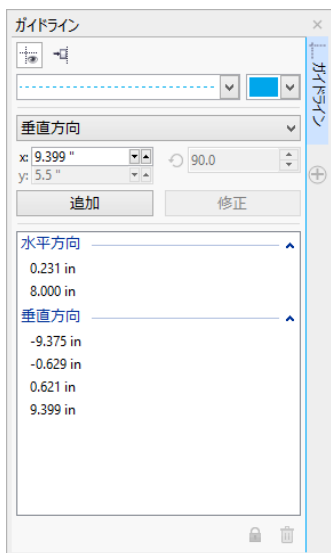 ガイドライン
ガイドライン
垂直方向
x: 9.399 " 90.0
y: 5.5 "
追加 修正
水平方向
0.231 in
8.000 in
垂直方向
-9.375 in
-0.629 in
0.621 in
9.399 in